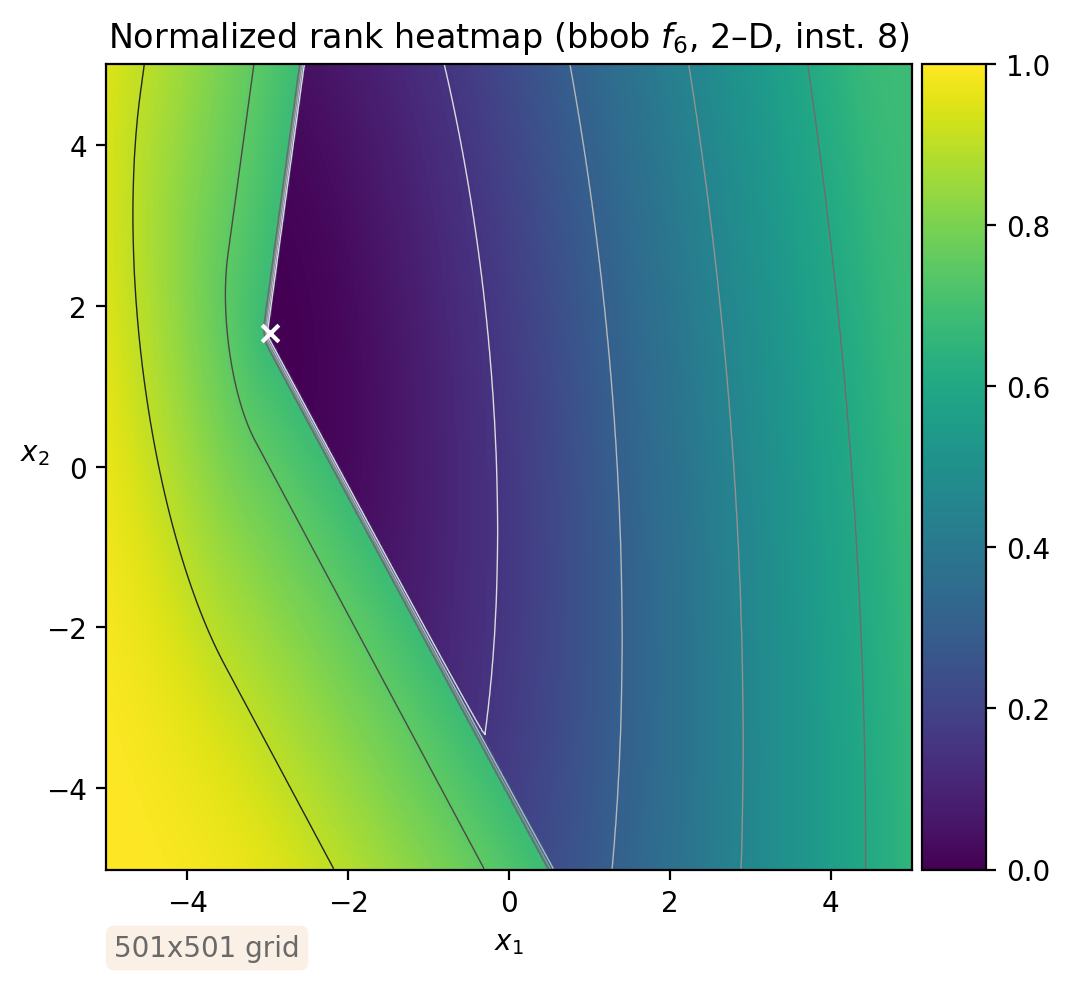 Normalized rank heatmap (bbob f₆, 2–D, inst. 8)
1.0
0.8
0.6
0.4
0.2
0.0
4
2
0
−2
−4
x₂
−4 −2 0 2 4
x₁
501x501 grid